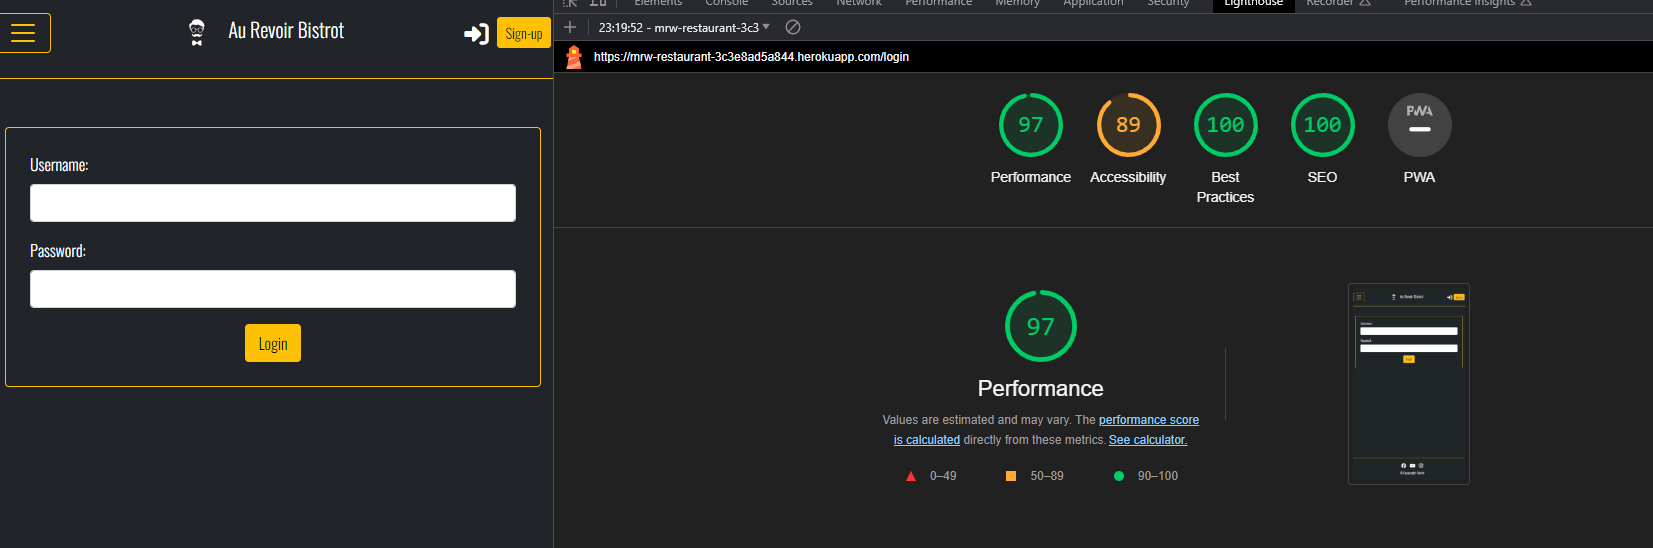 Au Revoir Bistrot
Sign-up
Username:
Password:
Login
Elements Console Sources Network Performance Memory Application Security Lighthouse Recorder Performance Insights
23:19:52 - mrw-restaurant-3c3
https://mrw-restaurant-3c3e8ad5a844.herokuapp.com/login
97 89 100 100 PWA
Performance Accessibility Best Practices SEO PWA
97
Performance
Values are estimated and may vary. The performance score
is calculated directly from these metrics. See calculator.
0–49 50–89 90–100
Au Revoir Bistrot